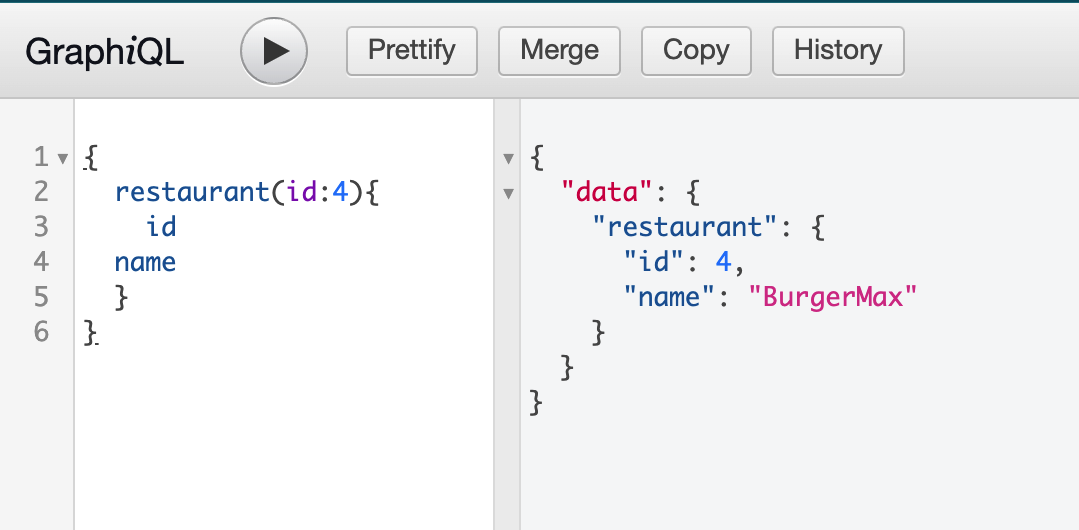 GraphiQL Prettify Merge Copy History
1 {
2 restaurant(id:4){
3 id
4 name
5 }
6 }
{
"data": {
"restaurant": {
"id": 4,
"name": "BurgerMax"
}
}
}